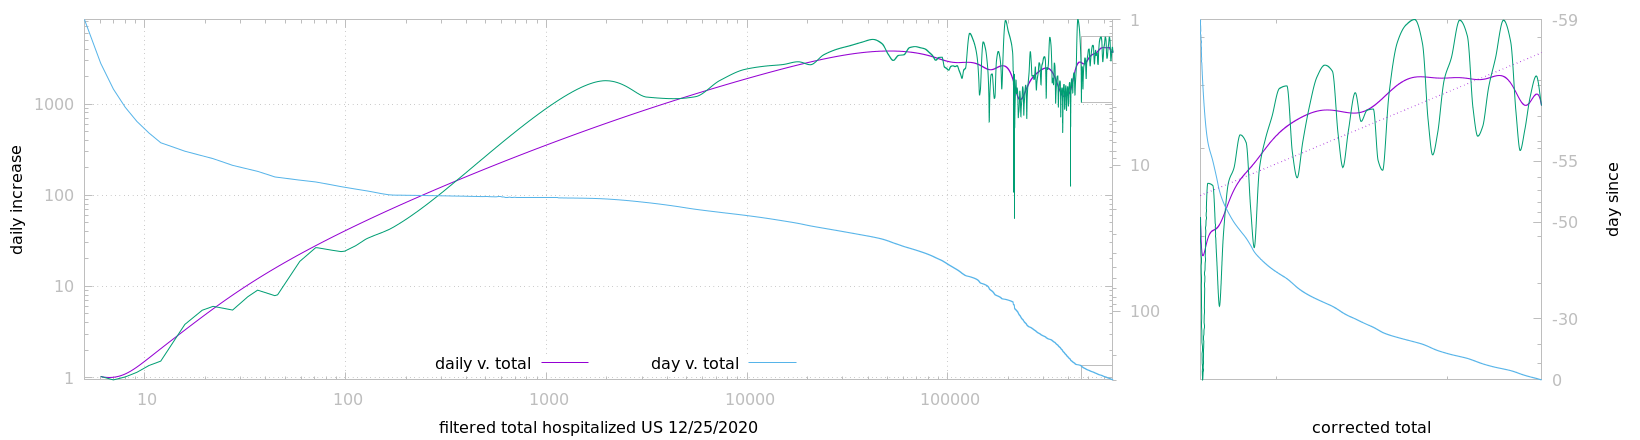 daily increase
1000
100
10
1
10
100
1000
10000
100000
daily v. total
day v. total
filtered total hospitalized US 12/25/2020
1
10
100
-59
-55
-50
-30
0
day since
corrected total